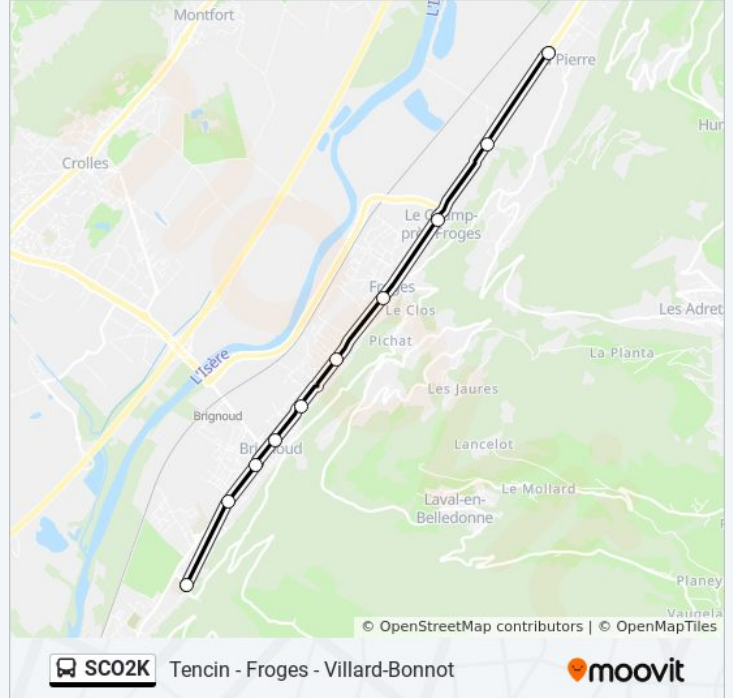 Montfort
L'I
Pierre
Hur
Crolles
Le Champ-
près-Froges
Froges
Le Clos
Les Adret
Pichat
La Planta
L'Isère
Les Jaures
Brignoud
Brignoud
Lancelot
Le Mollard
Laval-en-
Belledonne
Planey
Vaugela
© OpenStreetMap contributors | © OpenMapTiles
SCO2K Tencin - Froges - Villard-Bonnot
moovit